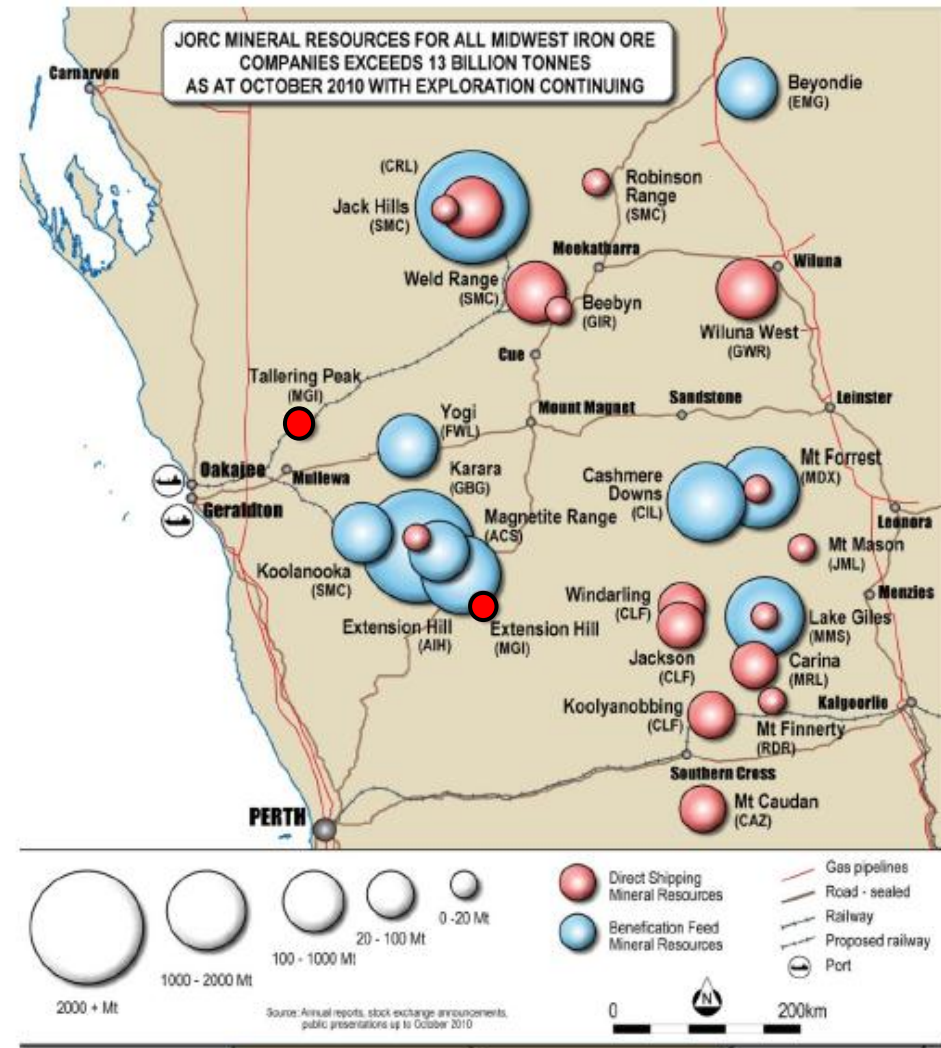 JORC MINERAL RESOURCES FOR ALL MIDWEST IRON ORE
COMPANIES EXCEEDS 13 BILLION TONNES
AS AT OCTOBER 2010 WITH EXPLORATION CONTINUING
Carnarvon
Beyondie
(EMG)
(CRL)
Jack Hills
(SMC)
Robinson
Range
(SMC)
Meekatharra
Wiluna
Weld Range
(SMC)
Beebyn
(GIR)
Wiluna West
(GWR)
Cue
Tallering Peak
(MGI)
Yogi
(FWL)
Mount Magnet
Sandstone
Leinster
Oakajee
Mullewa
Geraldton
Karara
(GBG)
Magnetite Range
(ACS)
Cashmere
Downs
(CIL)
Mt Forrest
(MDX)
Leonora
Koolanooka
(SMC)
Mt Mason
(JML)
Menzies
Windarling
(CLF)
Lake Giles
(MMS)
Extension Hill
(AIH)
Extension Hill
(MGI)
Jackson
(CLF)
Carina
(MRL)
Koolyanobbing
(CLF)
Kalgoorlie
Mt Finnerty
(RDR)
Southern Cross
Mt Caudan
(CAZ)
PERTH
2000 + Mt
1000 - 2000 Mt
100 - 1000 Mt
20 - 100 Mt
0 -20 Mt
Direct Shipping
Mineral Resources
Benefication Feed
Mineral Resources
Gas pipelines
Road - sealed
Railway
Proposed railway
Port
Source: Annual reports, stock exchange announcements,
public presentations up to October 2010
0
N
200km